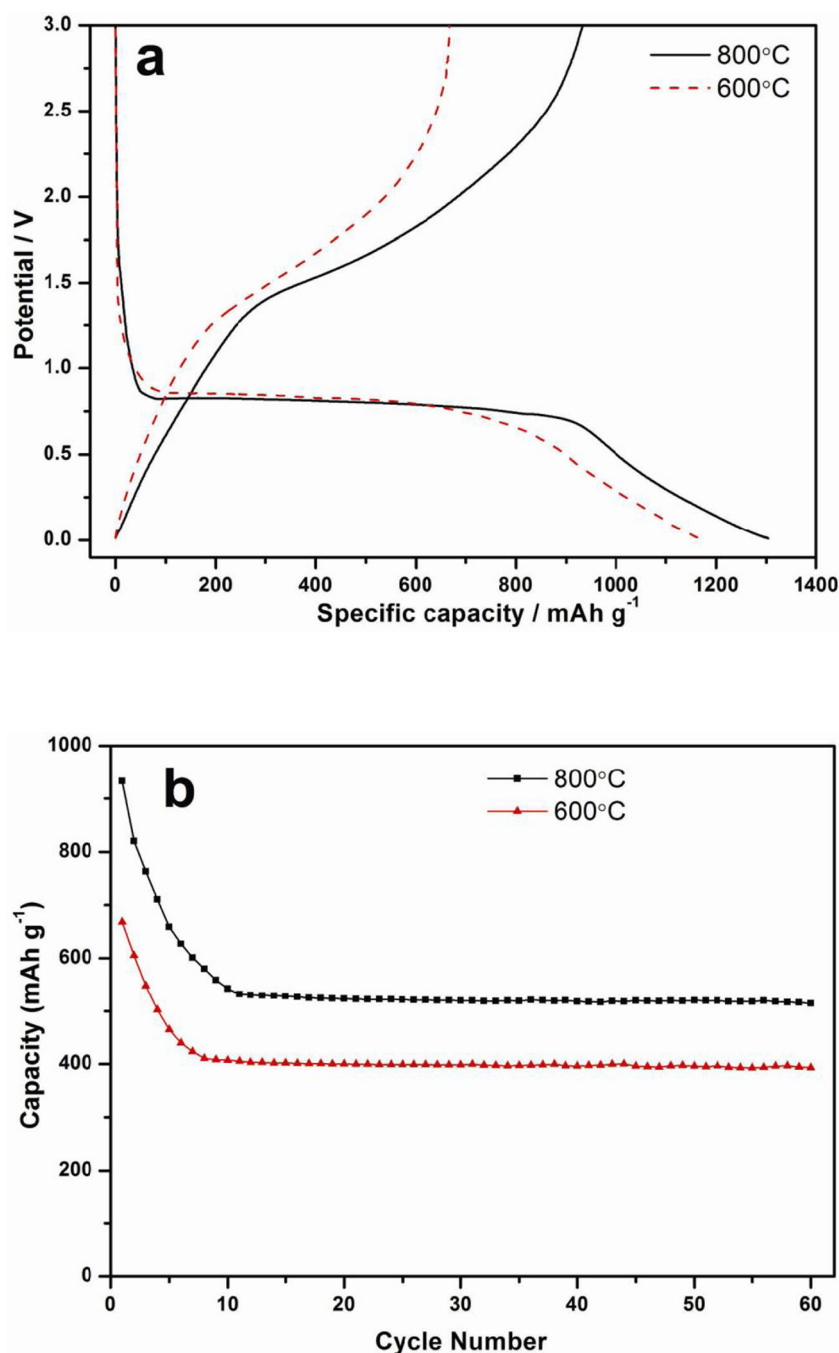 a
800°C
600°C
3.0
2.5
2.0
1.5
1.0
0.5
0.0
Potential / V
0 200 400 600 800 1000 1200 1400
Specific capacity / mAh g⁻¹
b
800°C
600°C
1000
800
600
400
200
0
Capacity (mAh g⁻¹)
0 10 20 30 40 50 60
Cycle Number